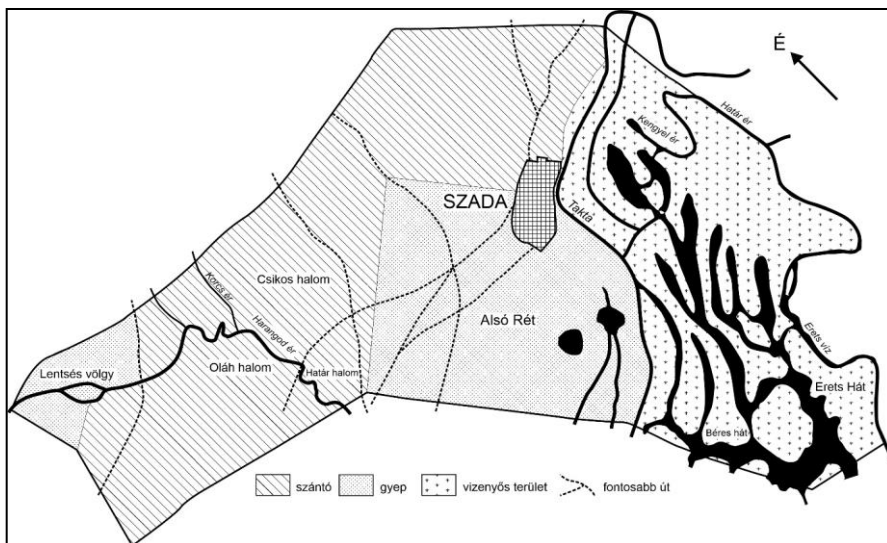 É
Határ ér
Kengyel ér
SZADA
Takta
Csikos halom
Korcs ér
Harangod ér
Alsó Rét
Lentsés völgy
Oláh halom
Határ halom
Erets víz
Erets Hát
Béres hát
szántó
gyep
vizenyős terület
fontosabb út